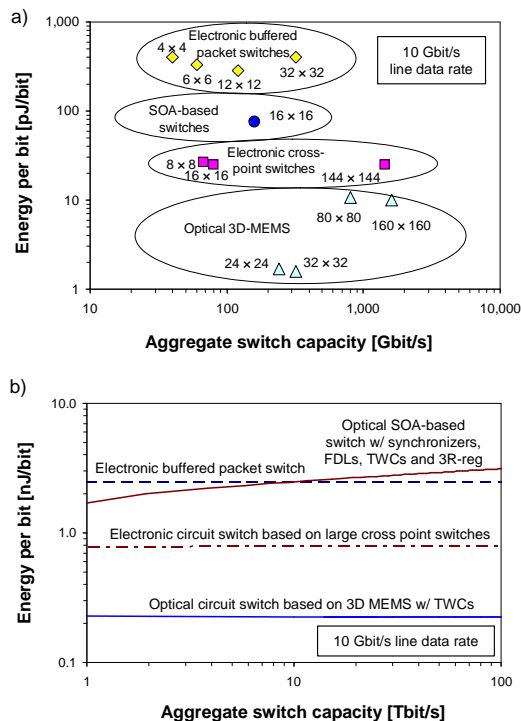 a)
1,000
100
10
1
Energy per bit [pJ/bit]
Electronic buffered
packet switches
4 × 4
6 × 6
12 × 12
32 × 32
10 Gbit/s
line data rate
SOA-based
switches
16 × 16
Electronic cross-
point switches
8 × 8
16 × 16
144 × 144
Optical 3D-MEMS
80 × 80
160 × 160
24 × 24
32 × 32
10
100
1,000
10,000
Aggregate switch capacity [Gbit/s]
b)
10.0
1.0
0.1
Energy per bit [nJ/bit]
Optical SOA-based
switch w/ synchronizers,
FDLs, TWCs and 3R-reg
Electronic buffered packet switch
Electronic circuit switch based on large cross point switches
Optical circuit switch based on 3D MEMS w/ TWCs
10 Gbit/s line data rate
1
10
100
Aggregate switch capacity [Tbit/s]